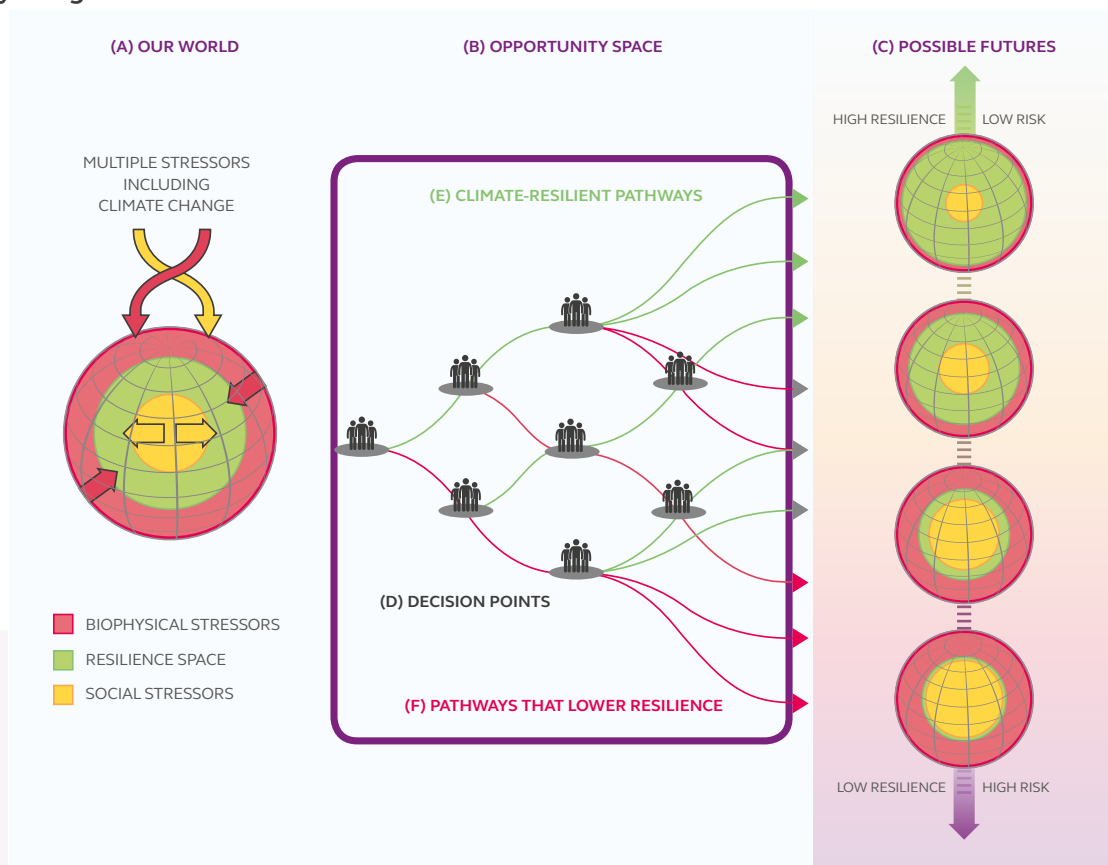 (A) OUR WORLD
MULTIPLE STRESSORS
INCLUDING
CLIMATE CHANGE
BIOPHYSICAL STRESSORS
RESILIENCE SPACE
SOCIAL STRESSORS
(B) OPPORTUNITY SPACE
(E) CLIMATE-RESILIENT PATHWAYS
(D) DECISION POINTS
(F) PATHWAYS THAT LOWER RESILIENCE
(C) POSSIBLE FUTURES
HIGH RESILIENCE LOW RISK
LOW RESILIENCE HIGH RISK